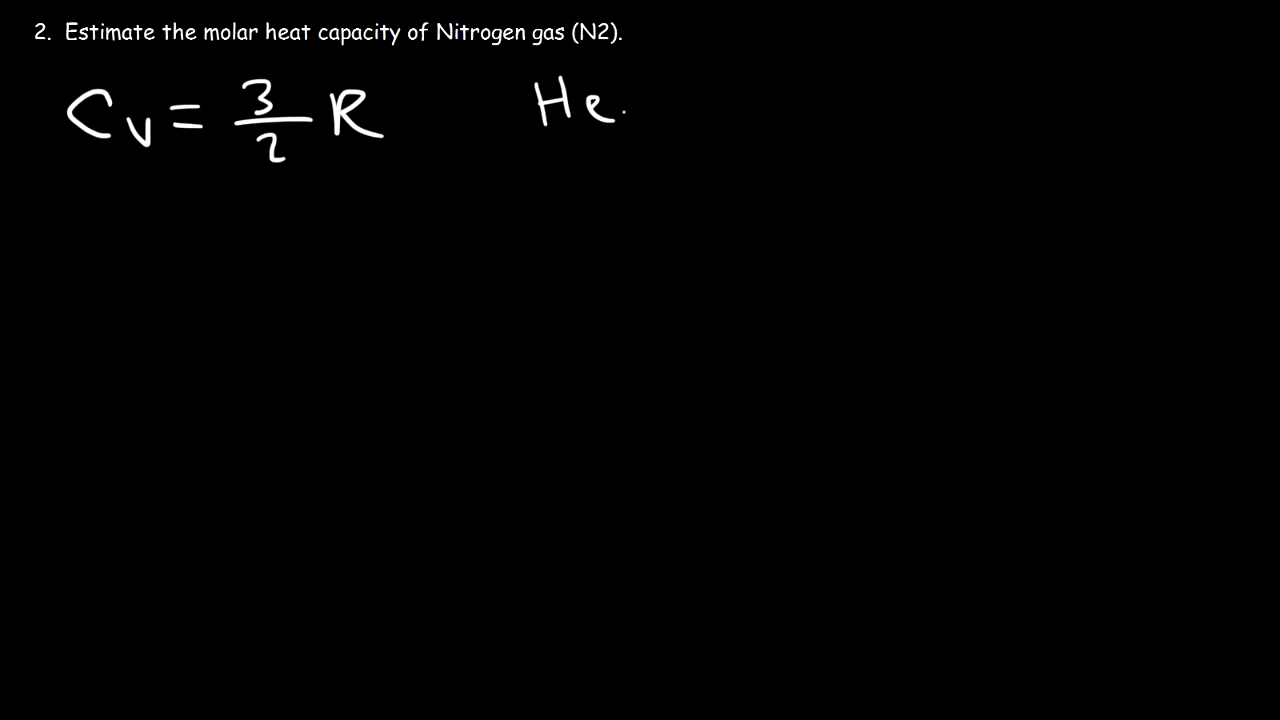 2. Estimate the molar heat capacity of Nitrogen gas (N2).
Cv = 3/2 R He.